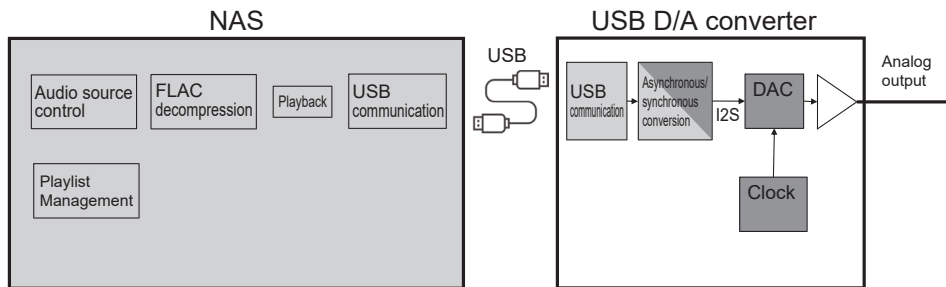 NAS
USB D/A converter
USB
Audio source
control
FLAC
decompression
Playback
USB
communication
Playlist
Management
USB
communication
Asynchronous/
synchronous
conversion
I2S
DAC
Clock
Analog
output